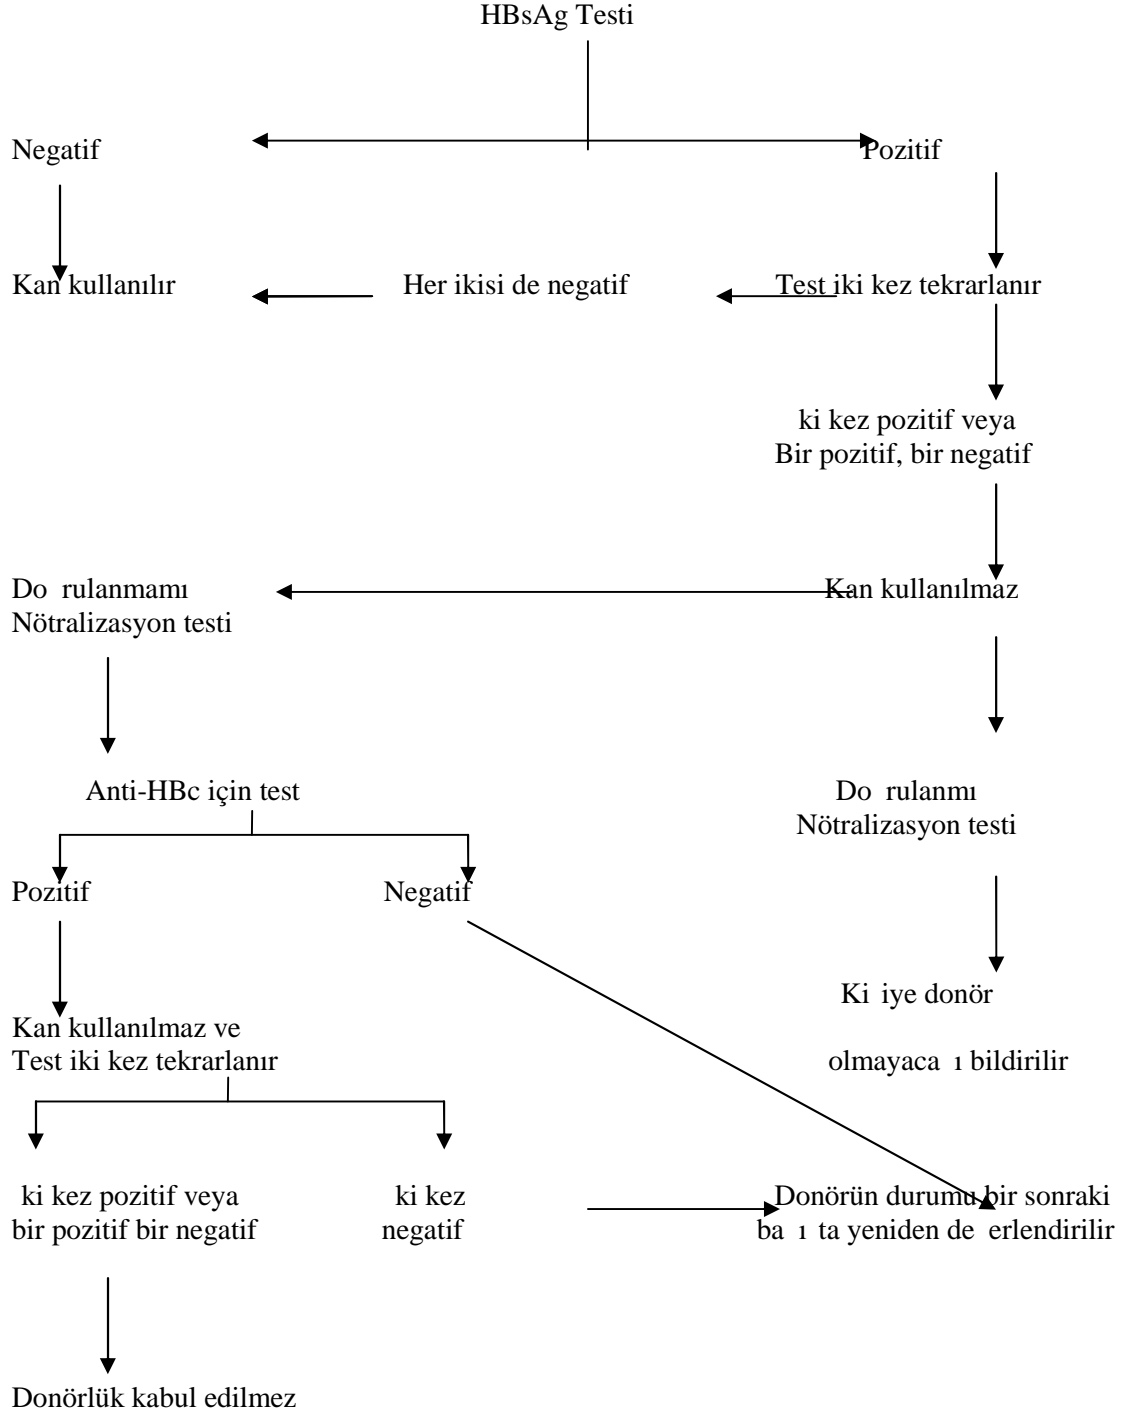 HBsAg Testi
Negatif
Pozitif
Kan kullanılır
Her ikisi de negatif
Test iki kez tekrarlanır
ki kez pozitif veya
Bir pozitif, bir negatif
Do rulanmamı
Nötralizasyon testi
Kan kullanılmaz
Anti-HBc için test
Do rulanmı
Nötralizasyon testi
Pozitif
Negatif
Ki iye donör
olmayaca ı bildirilir
Kan kullanılmaz ve
Test iki kez tekrarlanır
ki kez pozitif veya
bir pozitif bir negatif
ki kez
negatif
Donörün durumu bir sonraki
ba ı ta yeniden de erlendirilir
Donörlük kabul edilmez